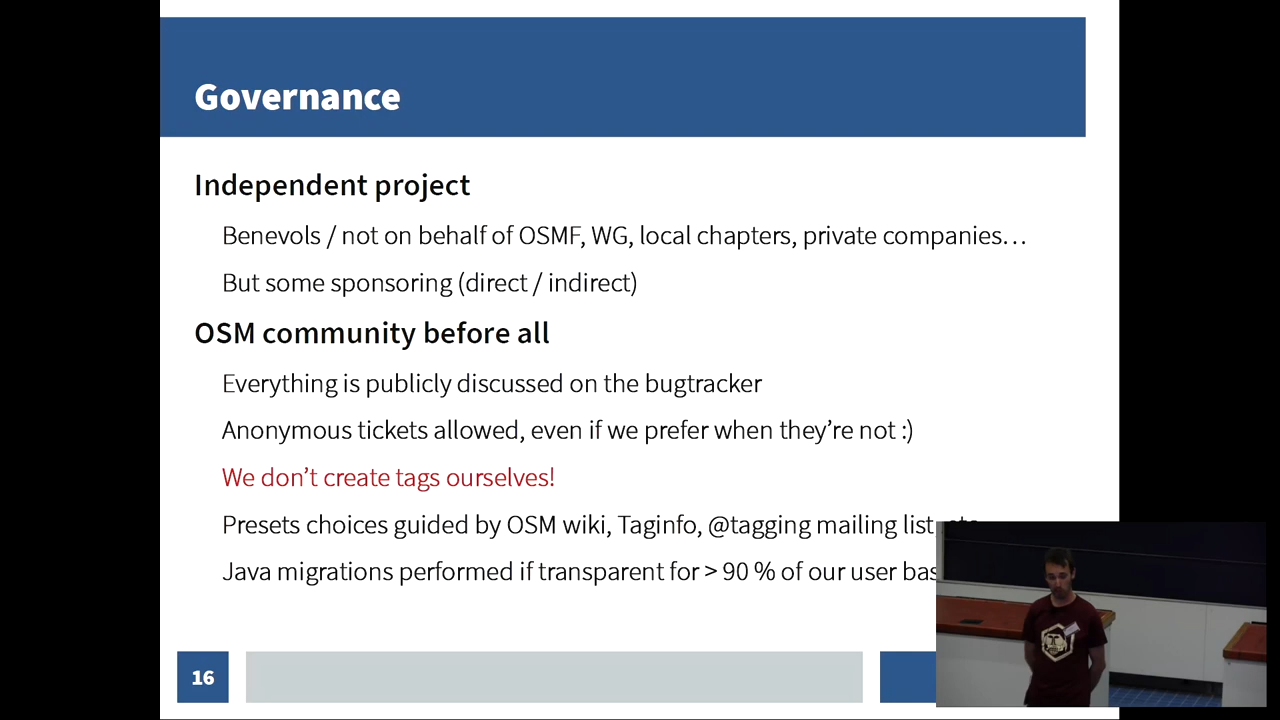 Governance
Independent project
Benevols / not on behalf of OSMF, WG, local chapters, private companies…
But some sponsoring (direct / indirect)
OSM community before all
Everything is publicly discussed on the bugtracker
Anonymous tickets allowed, even if we prefer when they’re not :)
We don’t create tags ourselves!
Presets choices guided by OSM wiki, Taginfo, @tagging mailing list
Java migrations performed if transparent for > 90 % of our user
16